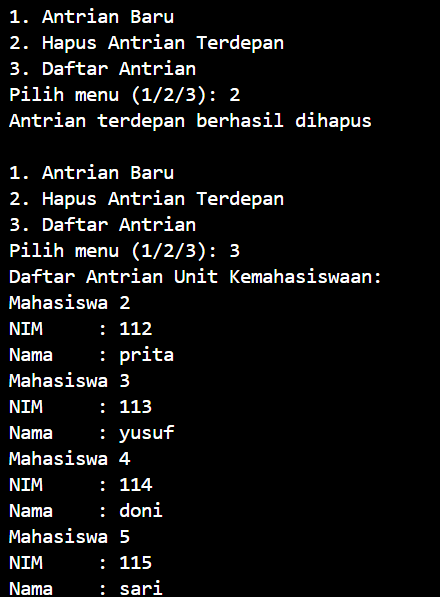 1. Antrian Baru
2. Hapus Antrian Terdepan
3. Daftar Antrian
Pilih menu (1/2/3): 2
Antrian terdepan berhasil dihapus

1. Antrian Baru
2. Hapus Antrian Terdepan
3. Daftar Antrian
Pilih menu (1/2/3): 3
Daftar Antrian Unit Kemahasiswaan:
Mahasiswa 2
NIM     : 112
Nama    : prita
Mahasiswa 3
NIM     : 113
Nama    : yusuf
Mahasiswa 4
NIM     : 114
Nama    : doni
Mahasiswa 5
NIM     : 115
Nama    : sari